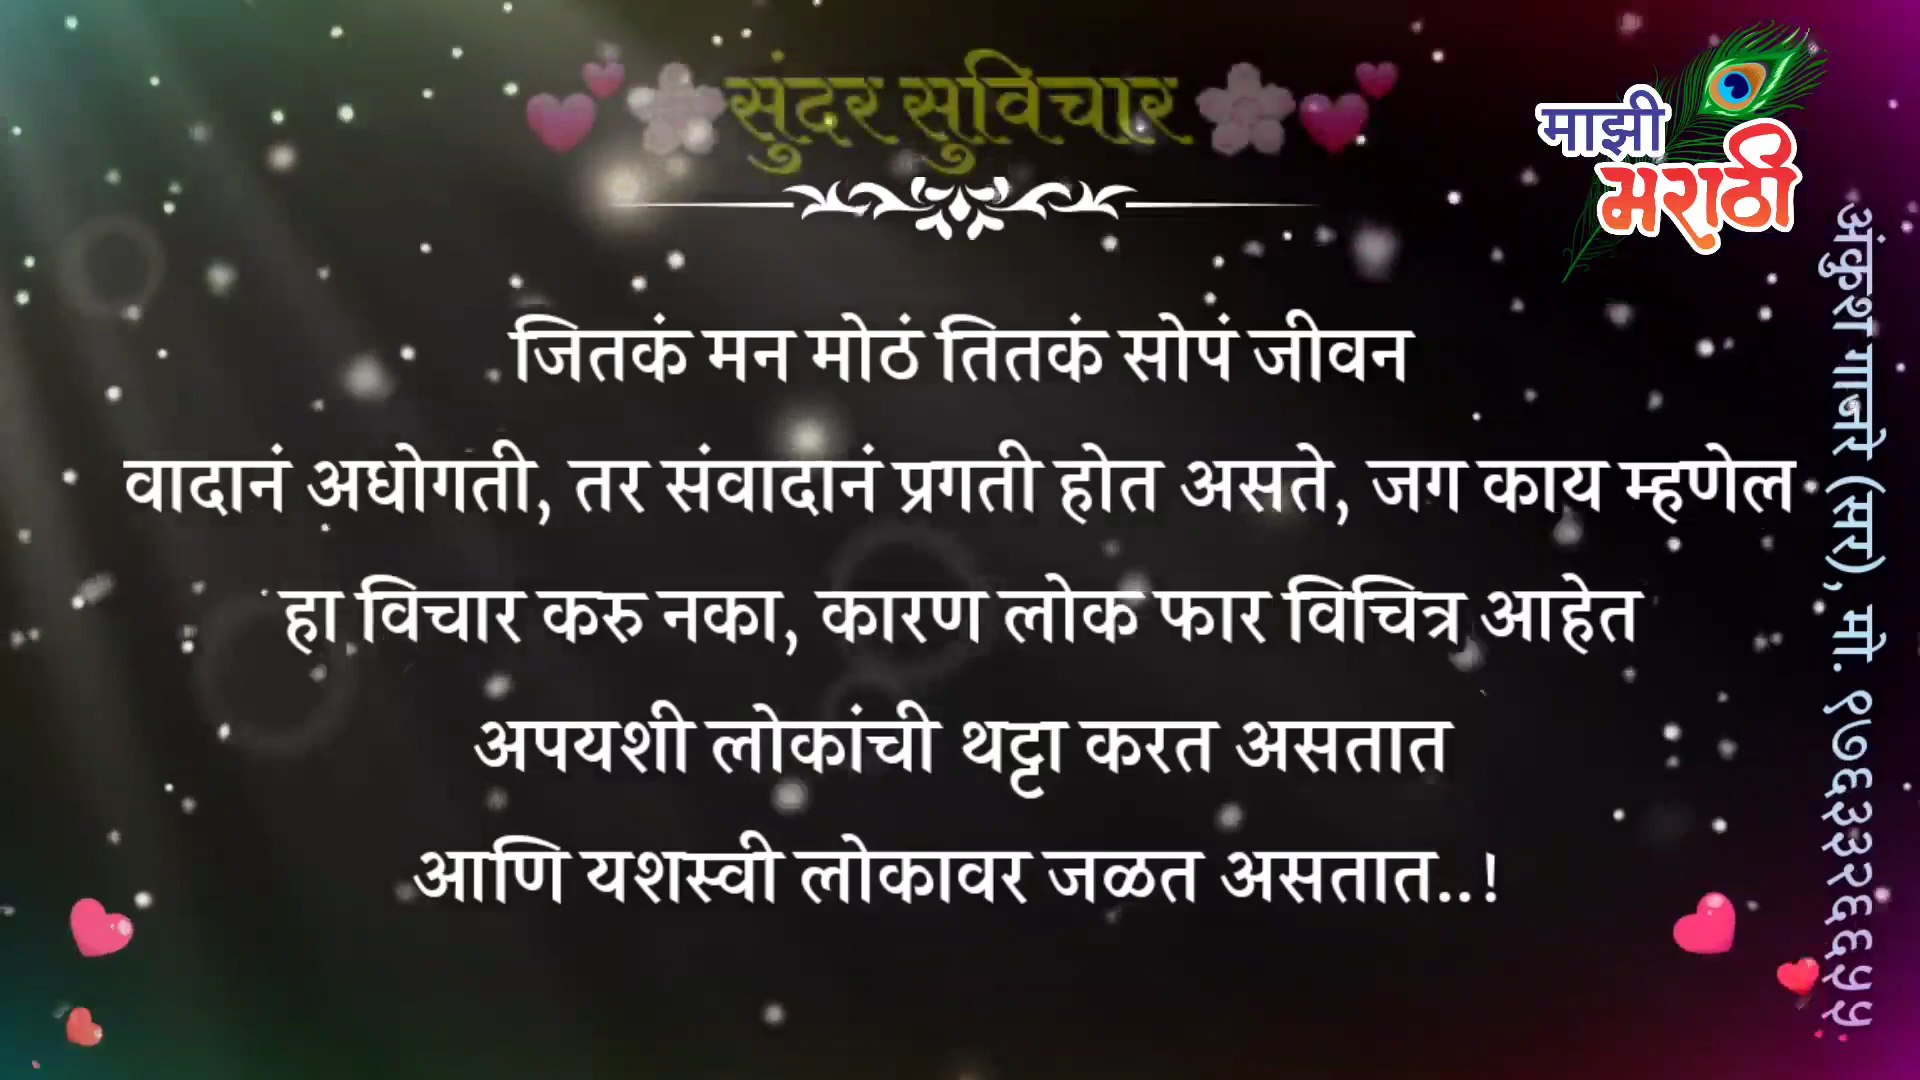 सुंदर सुविचार
माझी
मराठी
जितकं मन मोठं तितकं सोपं जीवन
वादानं अधोगती, तर संवादानं प्रगती होत असते, जग काय म्हणेल
हा विचार करु नका, कारण लोक फार विचित्र आहेत
अपयशी लोकांची थट्टा करत असतात
आणि यशस्वी लोकावर जळत असतात..!
अंकुश गाजरे (सर), मो. ९७६३३२६६५५